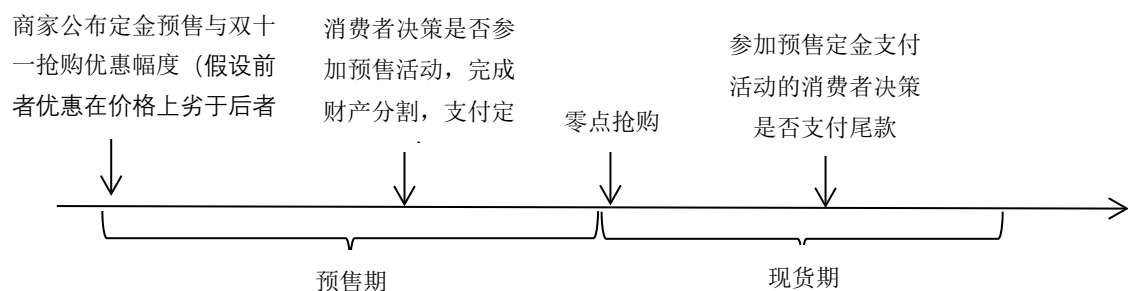 商家公布定金预售与双十
一抢购优惠幅度（假设前
者优惠在价格上劣于后者
消费者决策是否参
加预售活动，完成
财产分割，支付定
零点抢购
参加预售定金支付
活动的消费者决策
是否支付尾款
预售期
现货期